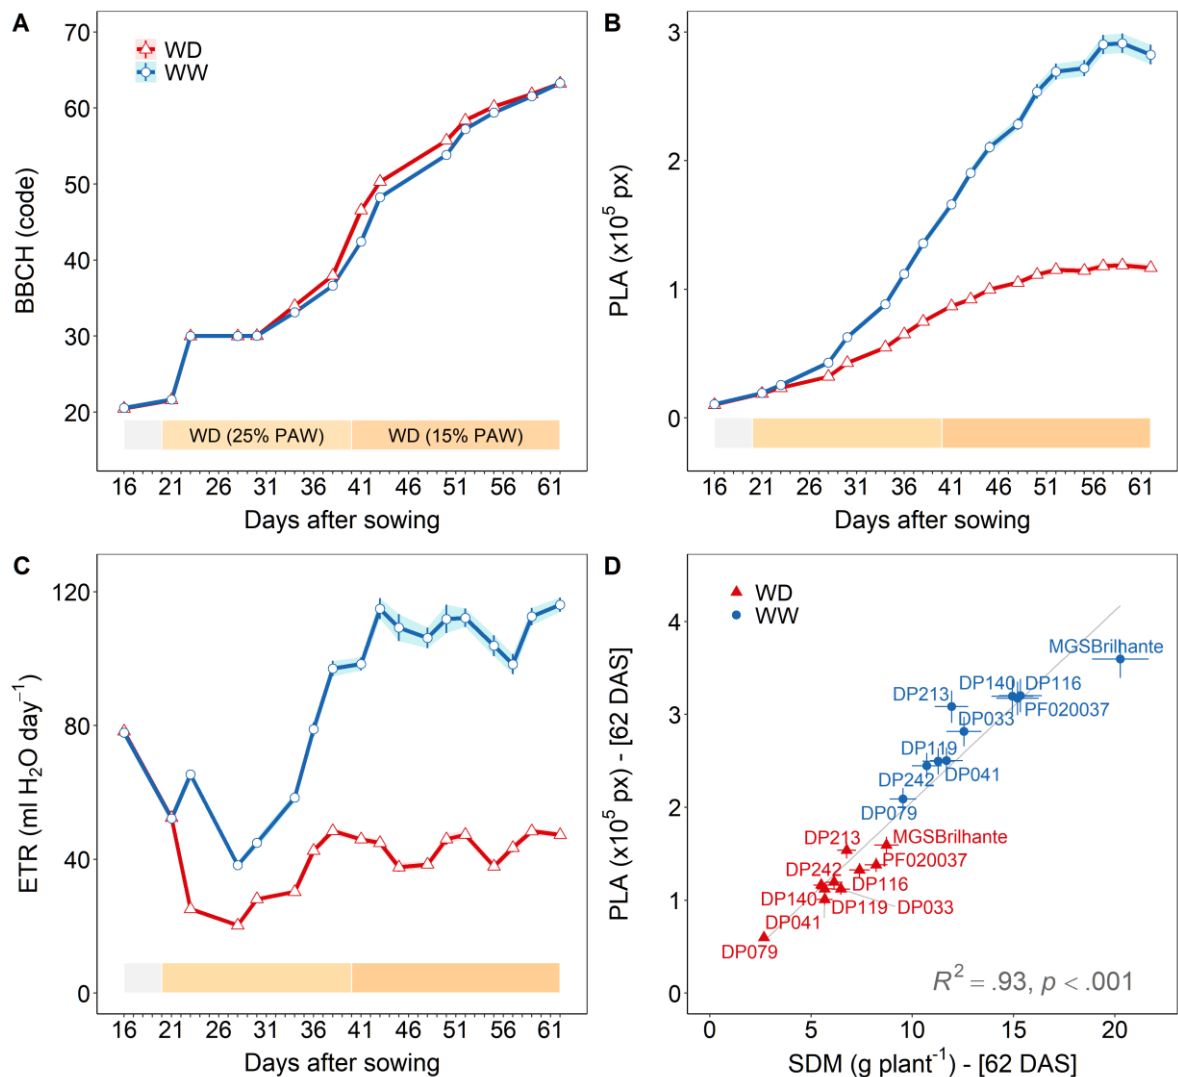 A
70
60
50
40
30
20
BBCH (code)
WD
WW
WD (25% PAW)
WD (15% PAW)
16 21 26 31 36 41 46 51 56 61
Days after sowing
B
3
2
1
0
PLA (x10⁵ px)
16 21 26 31 36 41 46 51 56 61
Days after sowing
C
120
80
40
0
ETR (ml H₂O day⁻¹)
16 21 26 31 36 41 46 51 56 61
Days after sowing
D
4
3
2
1
0
PLA (x10⁵ px) - [62 DAS]
WD
WW
MGSBrilhante
DP140
DP116
DP213
PF020037
DP033
DP119
DP242
DP041
DP079
DP213
MGSBrilhante
PF020037
DP242
DP116
DP140
DP119
DP033
DP041
DP079
R² = .93, p < .001
0 5 10 15 20
SDM (g plant⁻¹) - [62 DAS]